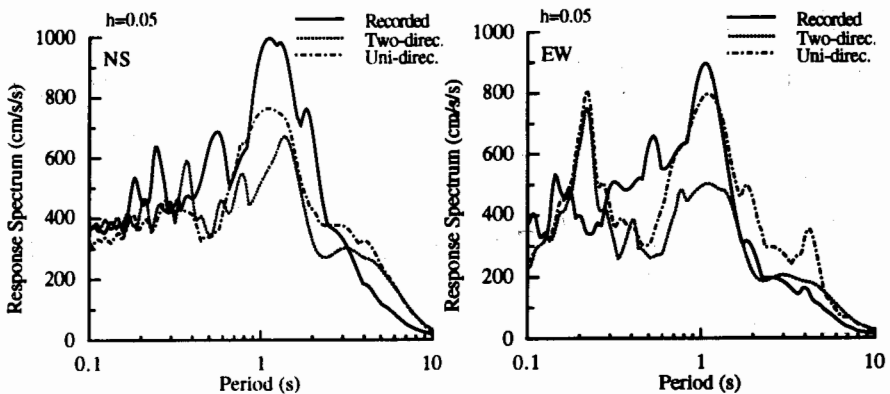 h=0.05
Recorded
Two-direc.
Uni-direc.
NS
Response Spectrum (cm/s/s)
1000
800
600
400
200
0
0.1
1
10
Period (s)
h=0.05
Recorded
Two-direc.
Uni-direc.
EW
Response Spectrum (cm/s/s)
1000
800
600
400
200
0
0.1
1
10
Period (s)